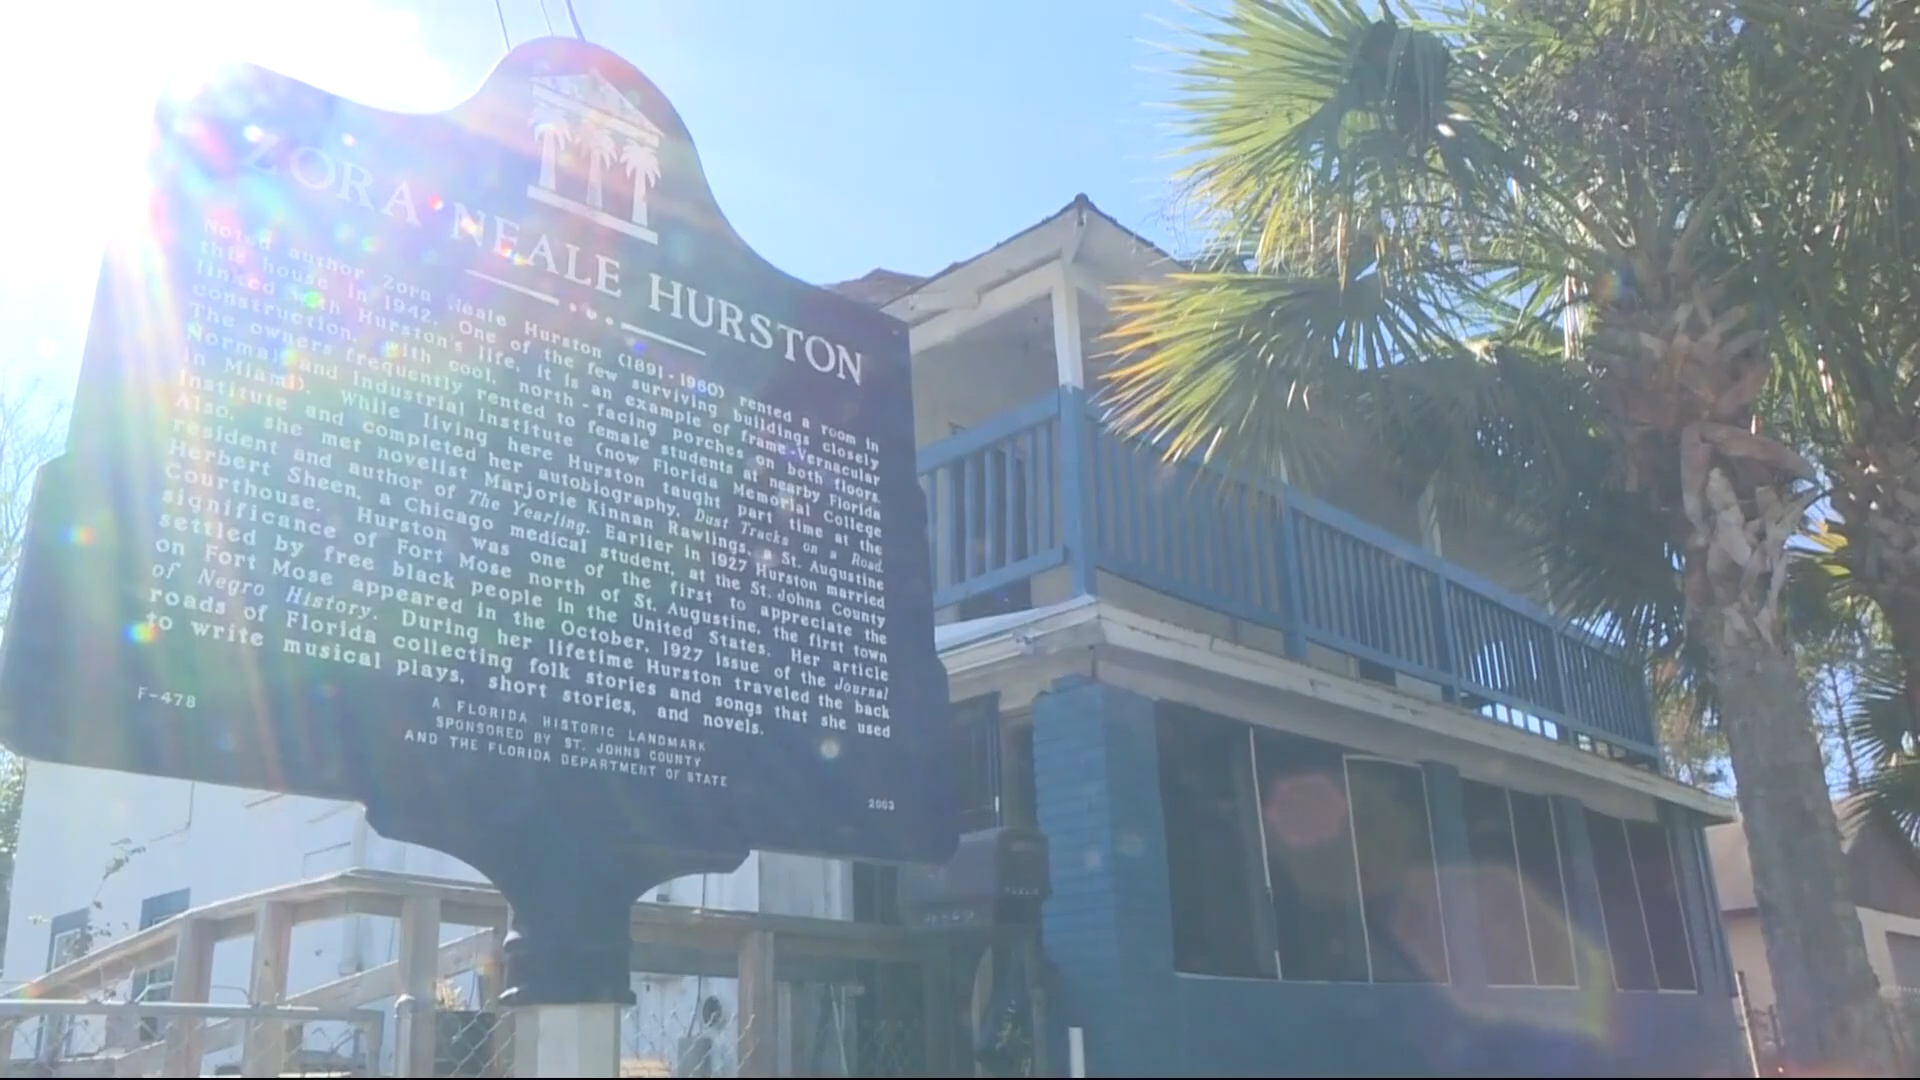 ZORA NEALE HURSTON
Noted author Zora Neale Hurston (1891-1960) rented a room in
this house in 1942. One of the few surviving buildings closely
linked with Hurston's life, it is an example of frame vernacular
construction, with cool, north-facing porches on both floors.
The owners frequently rented to female students at nearby Florida
Normal and Industrial Institute (now Florida Memorial College
in Miami). While living here Hurston taught part time at the
Institute and completed her autobiography, Dust Tracks on a Road.
Also, she met novelist Marjorie Kinnan Rawlings, a St. Augustine
resident and author of The Yearling. Earlier in 1927 Hurston married
Herbert Sheen, a Chicago medical student, at the St. Johns County
Courthouse. Hurston was one of the first to appreciate the
significance of Fort Mose north of St. Augustine, the first town
settled by free black people in the United States. Her article
on Fort Mose appeared in the October, 1927 issue of the Journal
of Negro History. During her lifetime Hurston traveled the back
roads of Florida collecting folk stories and songs that she used
to write musical plays, short stories, and novels.
F-478
A FLORIDA HISTORIC LANDMARK
SPONSORED BY ST. JOHNS COUNTY
AND THE FLORIDA DEPARTMENT OF STATE
2003